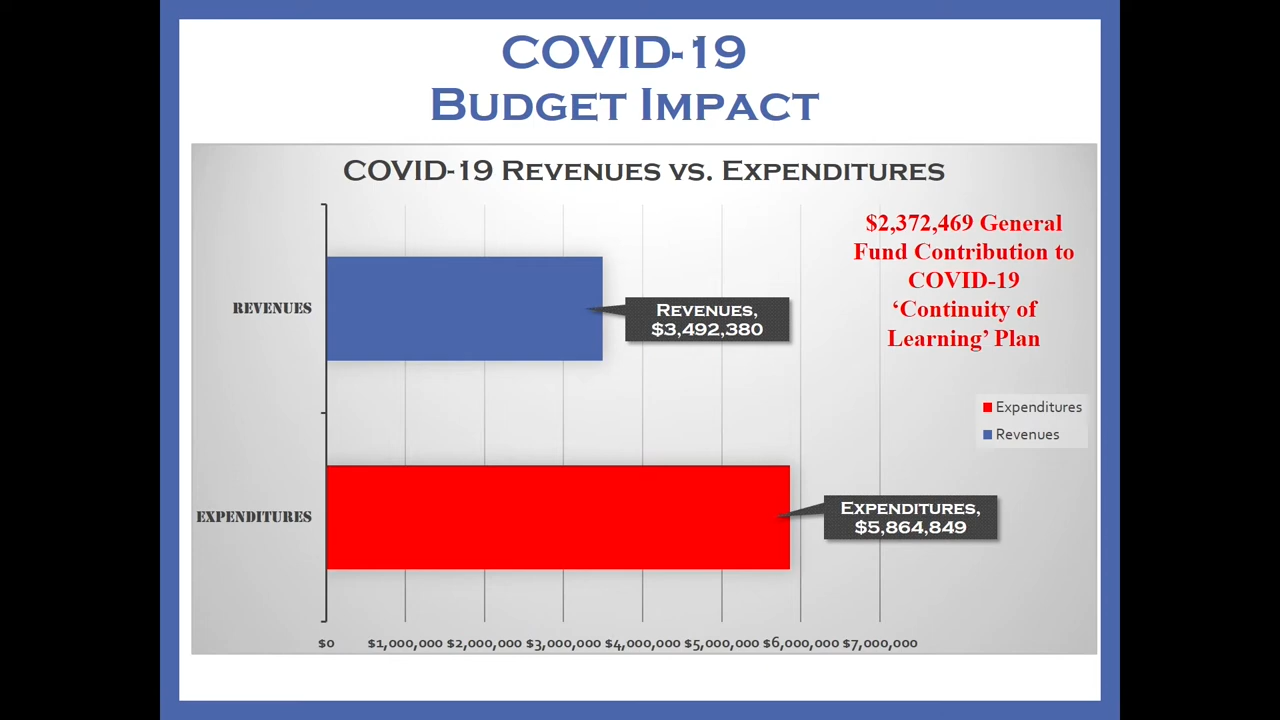 COVID-19
Budget Impact
COVID-19 Revenues vs. Expenditures
$2,372,469 General
Fund Contribution to
COVID-19
‘Continuity of
Learning’ Plan
REVENUES
Revenues,
$3,492,380
Expenditures
Revenues
EXPENDITURES
Expenditures,
$5,864,849
$0 $1,000,000 $2,000,000 $3,000,000 $4,000,000 $5,000,000 $6,000,000 $7,000,000